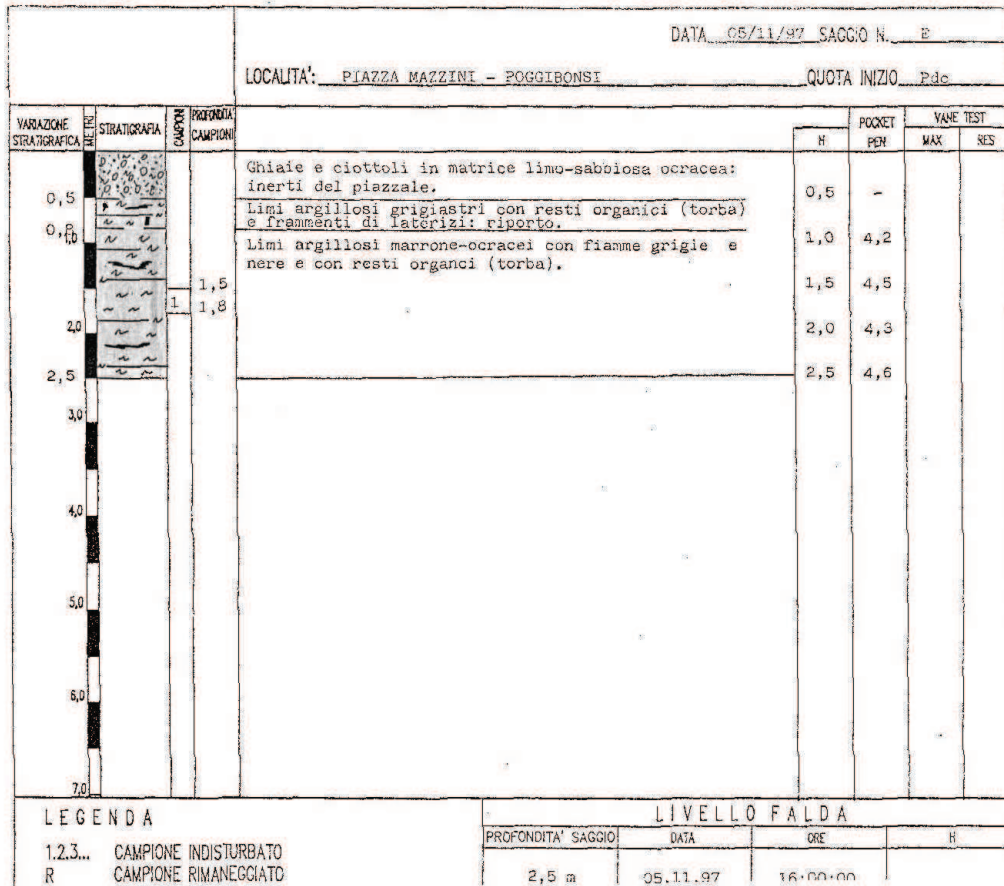 DATA 05/11/97 SAGGIO N. E
LOCALITA': PIAZZA MAZZINI - POGGIBONSI QUOTA INIZIO Pdc
VARIAZIONE STRATIGRAFICA
METRI
STRATIGRAFIA
CAMPIONI
PROFONDITA' CAMPIONI
H
POCKET PEN
VANE TEST
MAX RES
Ghiaie e ciottoli in matrice limo-sabbiosa ocracea:
inerti del piazzale.
0,5
0,5 -
Limi argillosi grigiastri con resti organici (torba)
e frammenti di laterizi: riporto.
0,8
1,0
1,0 4,2
Limi argillosi marrone-ocracei con fiamme grigie e
nere e con resti organci (torba).
1,5
1 1,8
1,5 4,5
2,0
2,0 4,3
2,5
2,5 4,6
3,0
4,0
5,0
6,0
7,0
LEGENDA
1.2.3... CAMPIONE INDISTURBATO
R CAMPIONE RIMANEGGIATO
LIVELLO FALDA
PROFONDITA' SAGGIO DATA ORE H
2,5 m 05.11.97 16:00:00